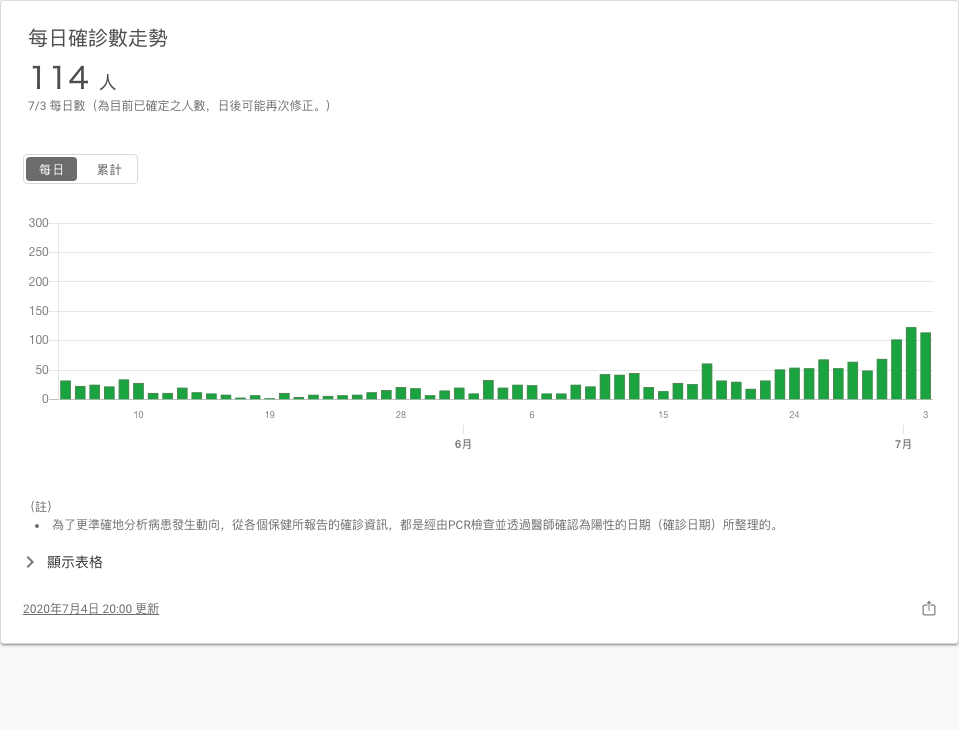 每日確診數走勢
114 人
7/3 每日數（為目前已確定之人數，日後可能再次修正。）
每日 累計
300
250
200
150
100
50
0
10 19 28 6 15 24 3
6月 7月
（註）
• 為了更準確地分析病患發生動向，從各個保健所報告的確診資訊，都是經由PCR檢查並透過醫師確認為陽性的日期（確診日期）所整理的。
顯示表格
2020年7月4日 20:00 更新